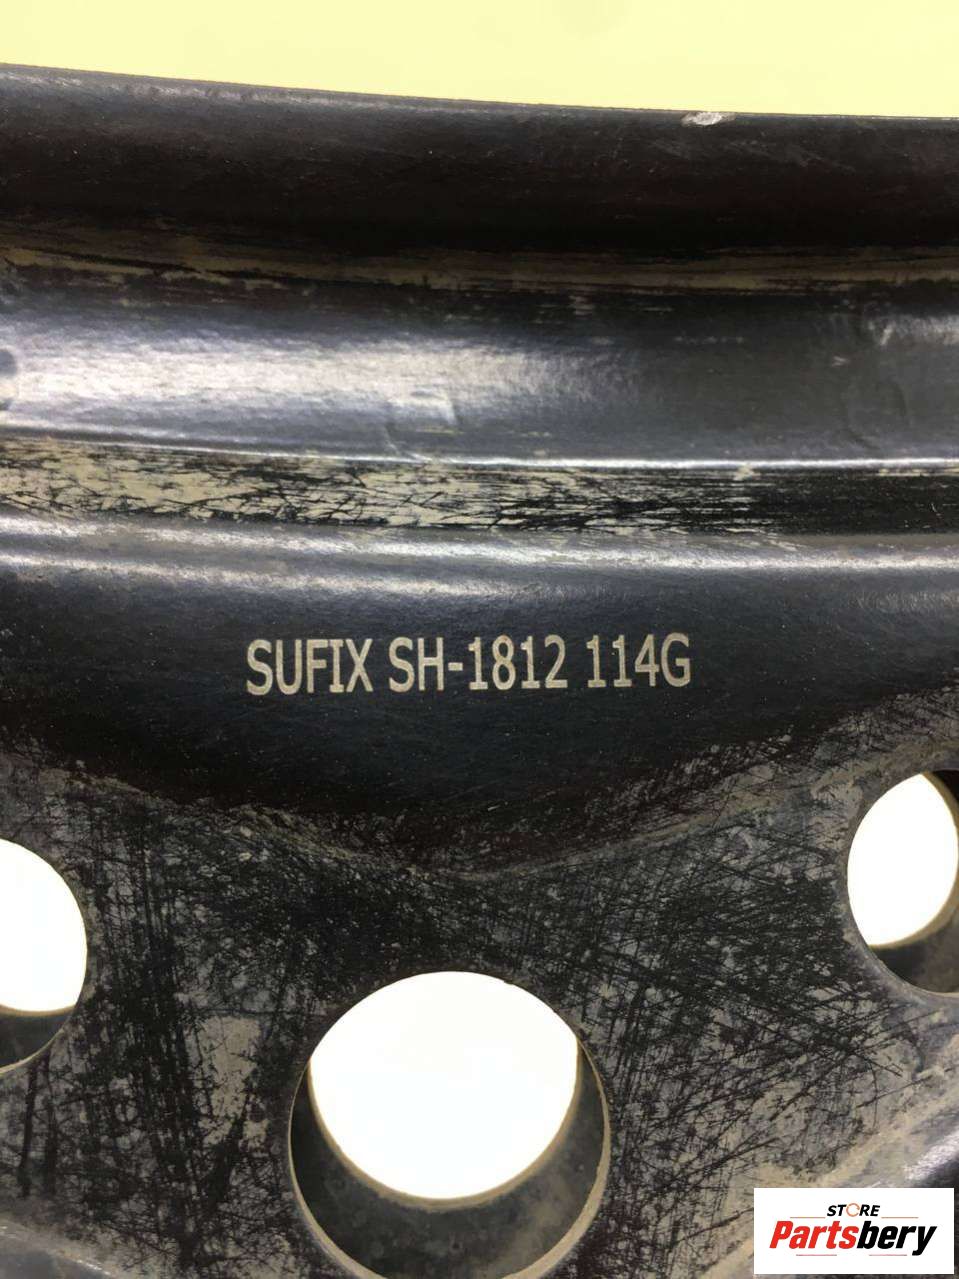 SUFIX SH-1812 114G
STORE
Partsbery